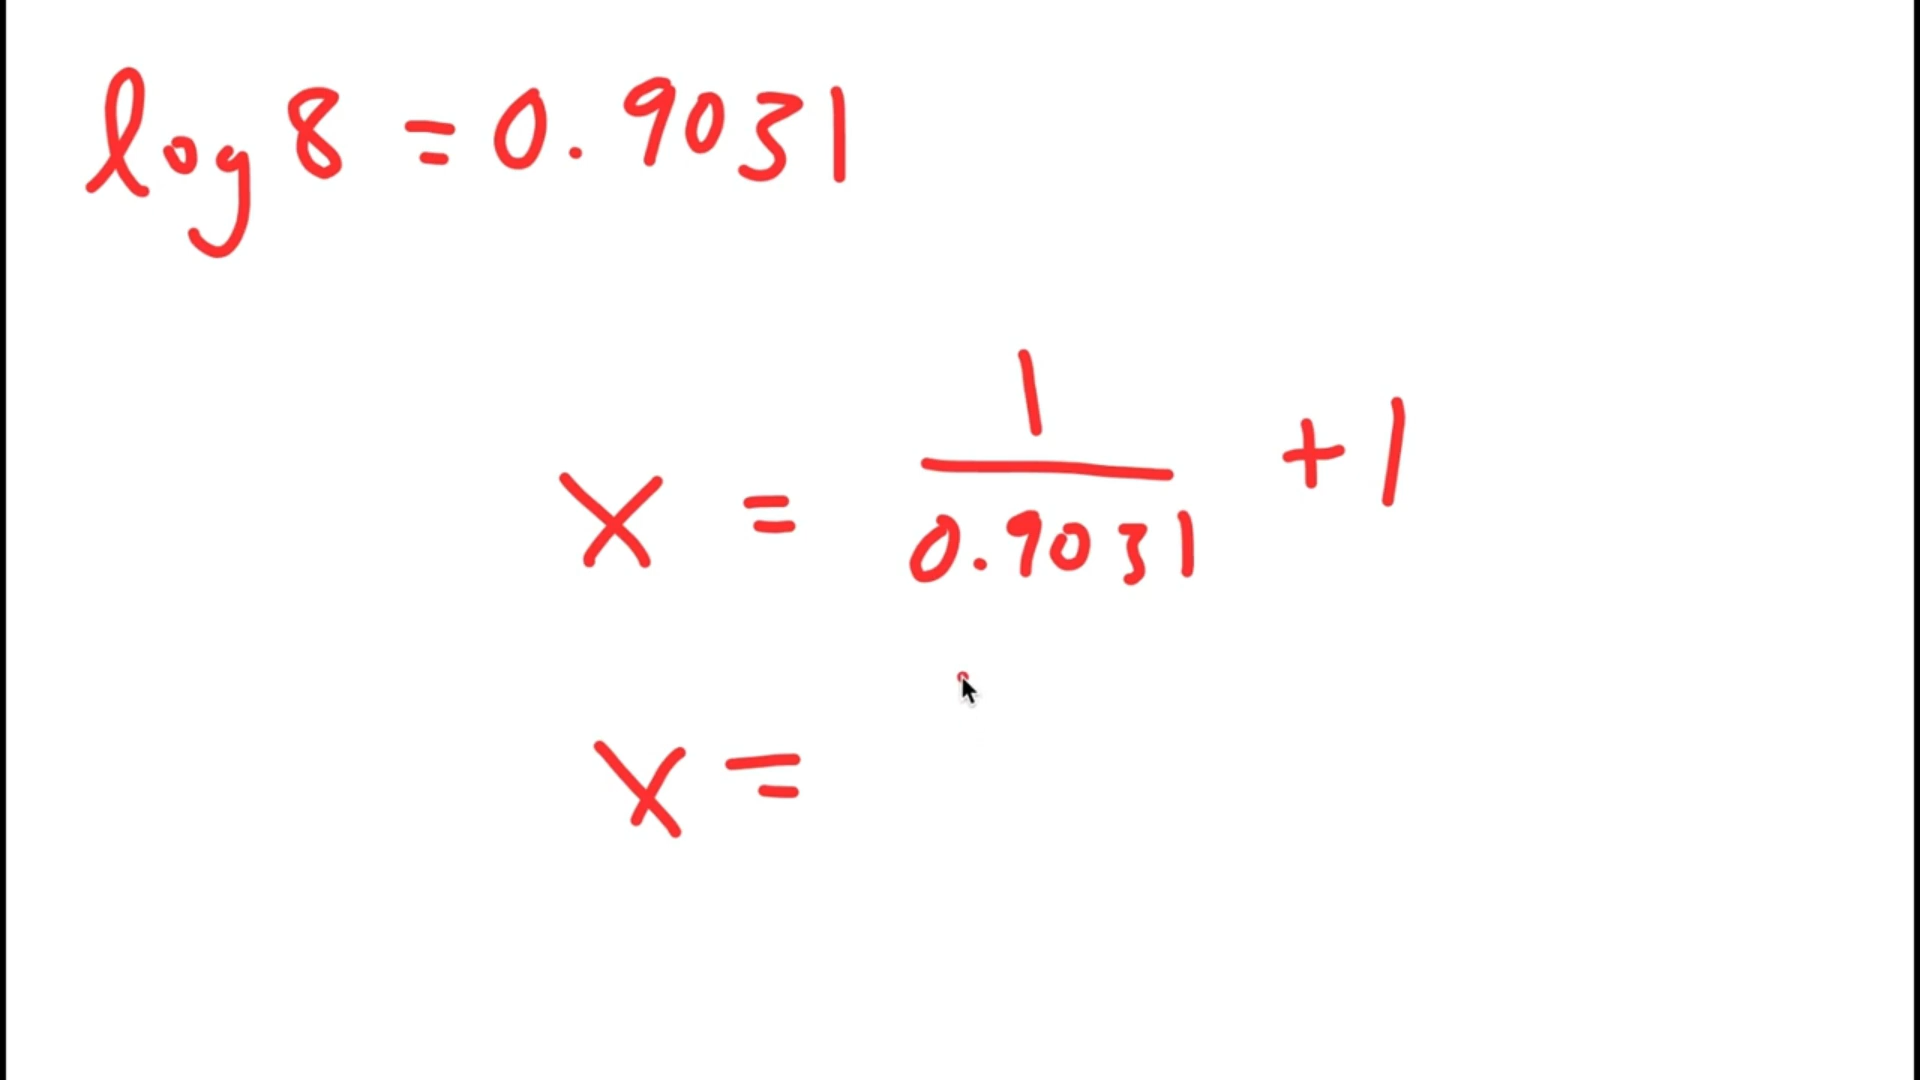 log 8 = 0.9031
x = 1/0.9031 + 1
x =